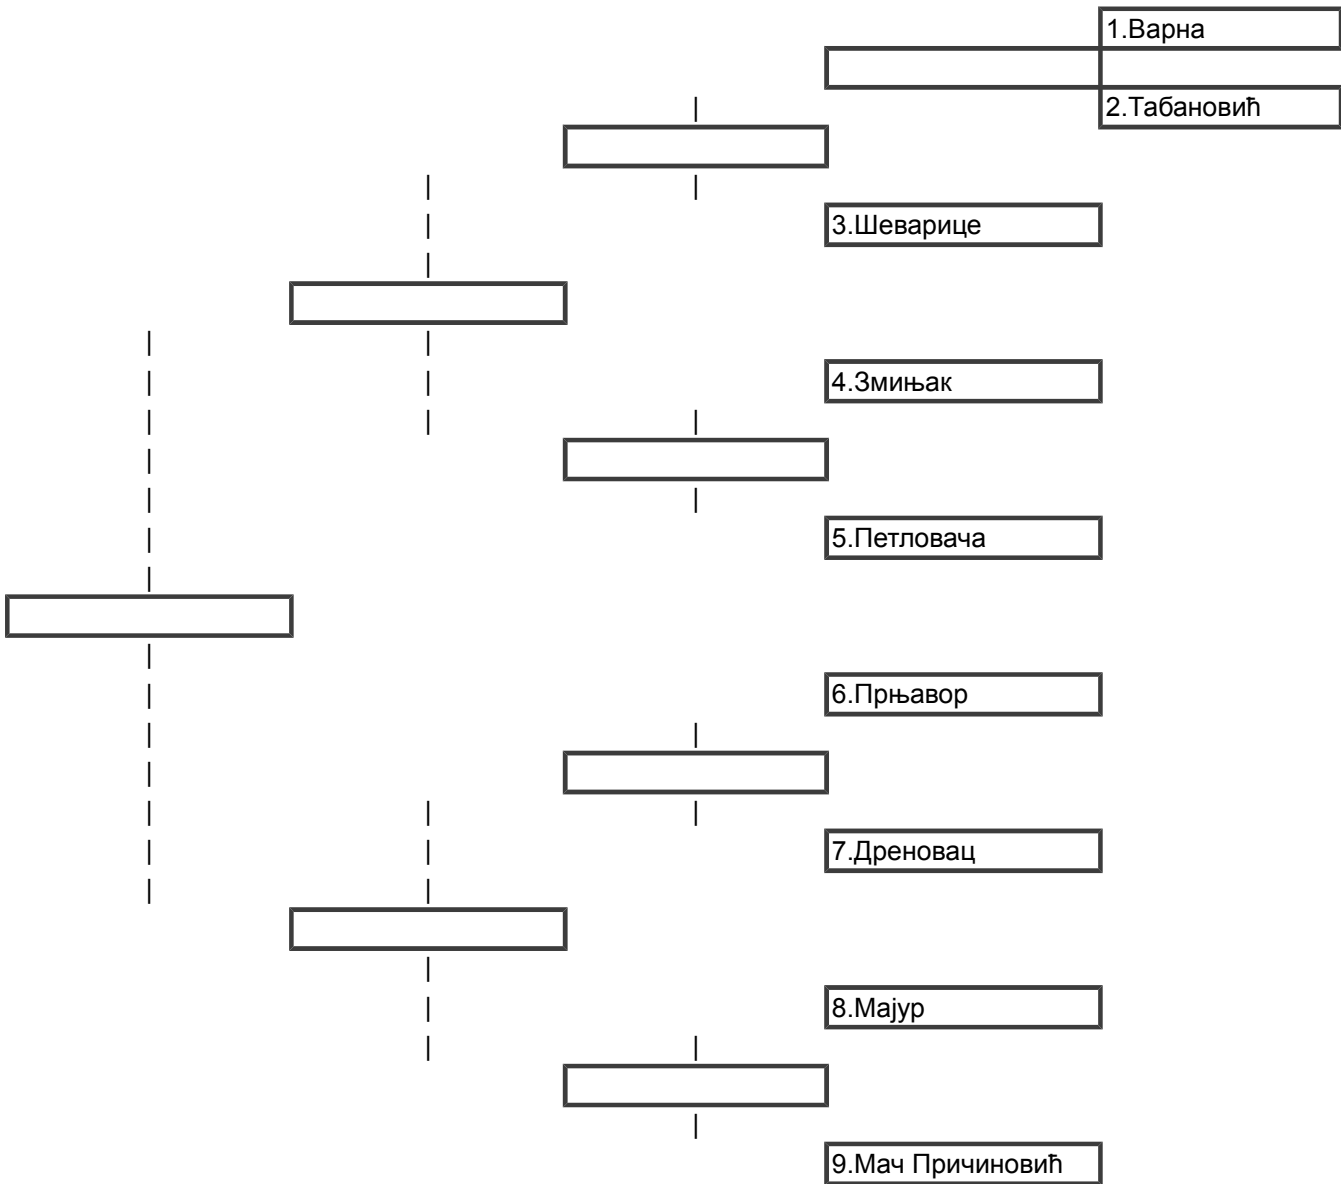 1.Варна
2.Табановић
3.Шеварице
4.Змињак
5.Петловача
6.Прњавор
7.Дреновац
8.Мајур
9.Мач Причиновић